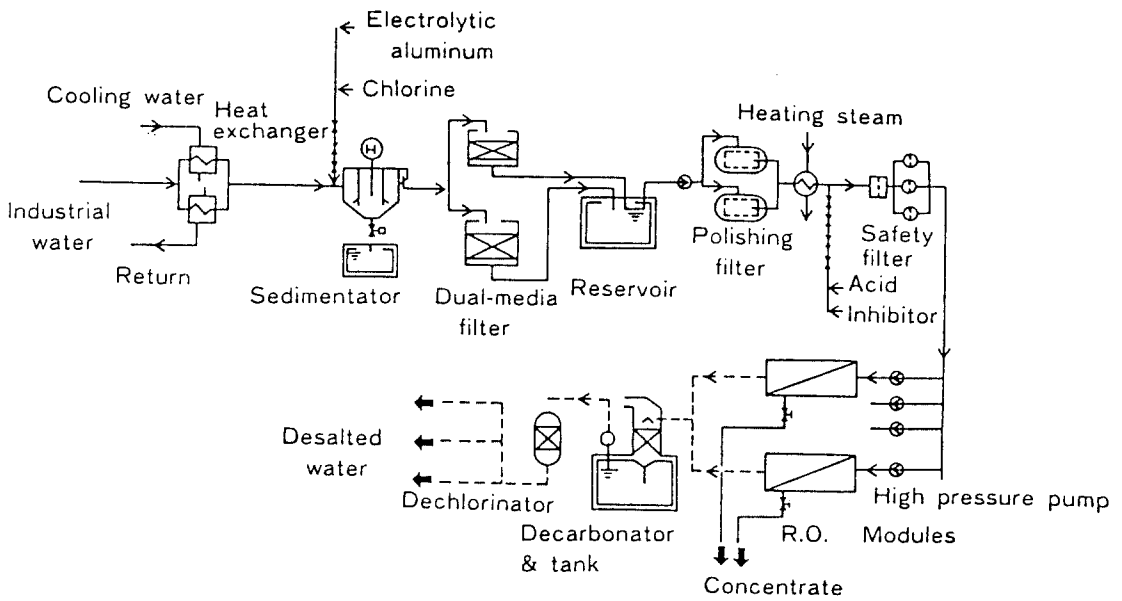 Electrolytic
aluminum
Chlorine
Cooling water
Heat
exchanger
H
Heating steam
Industrial
water
Return
Sedimentator
Dual-media
filter
Reservoir
Polishing
filter
Safety
filter
Acid
Inhibitor
Desalted
water
Dechlorinator
Decarbonator
& tank
High pressure pump
R.O. Modules
Concentrate